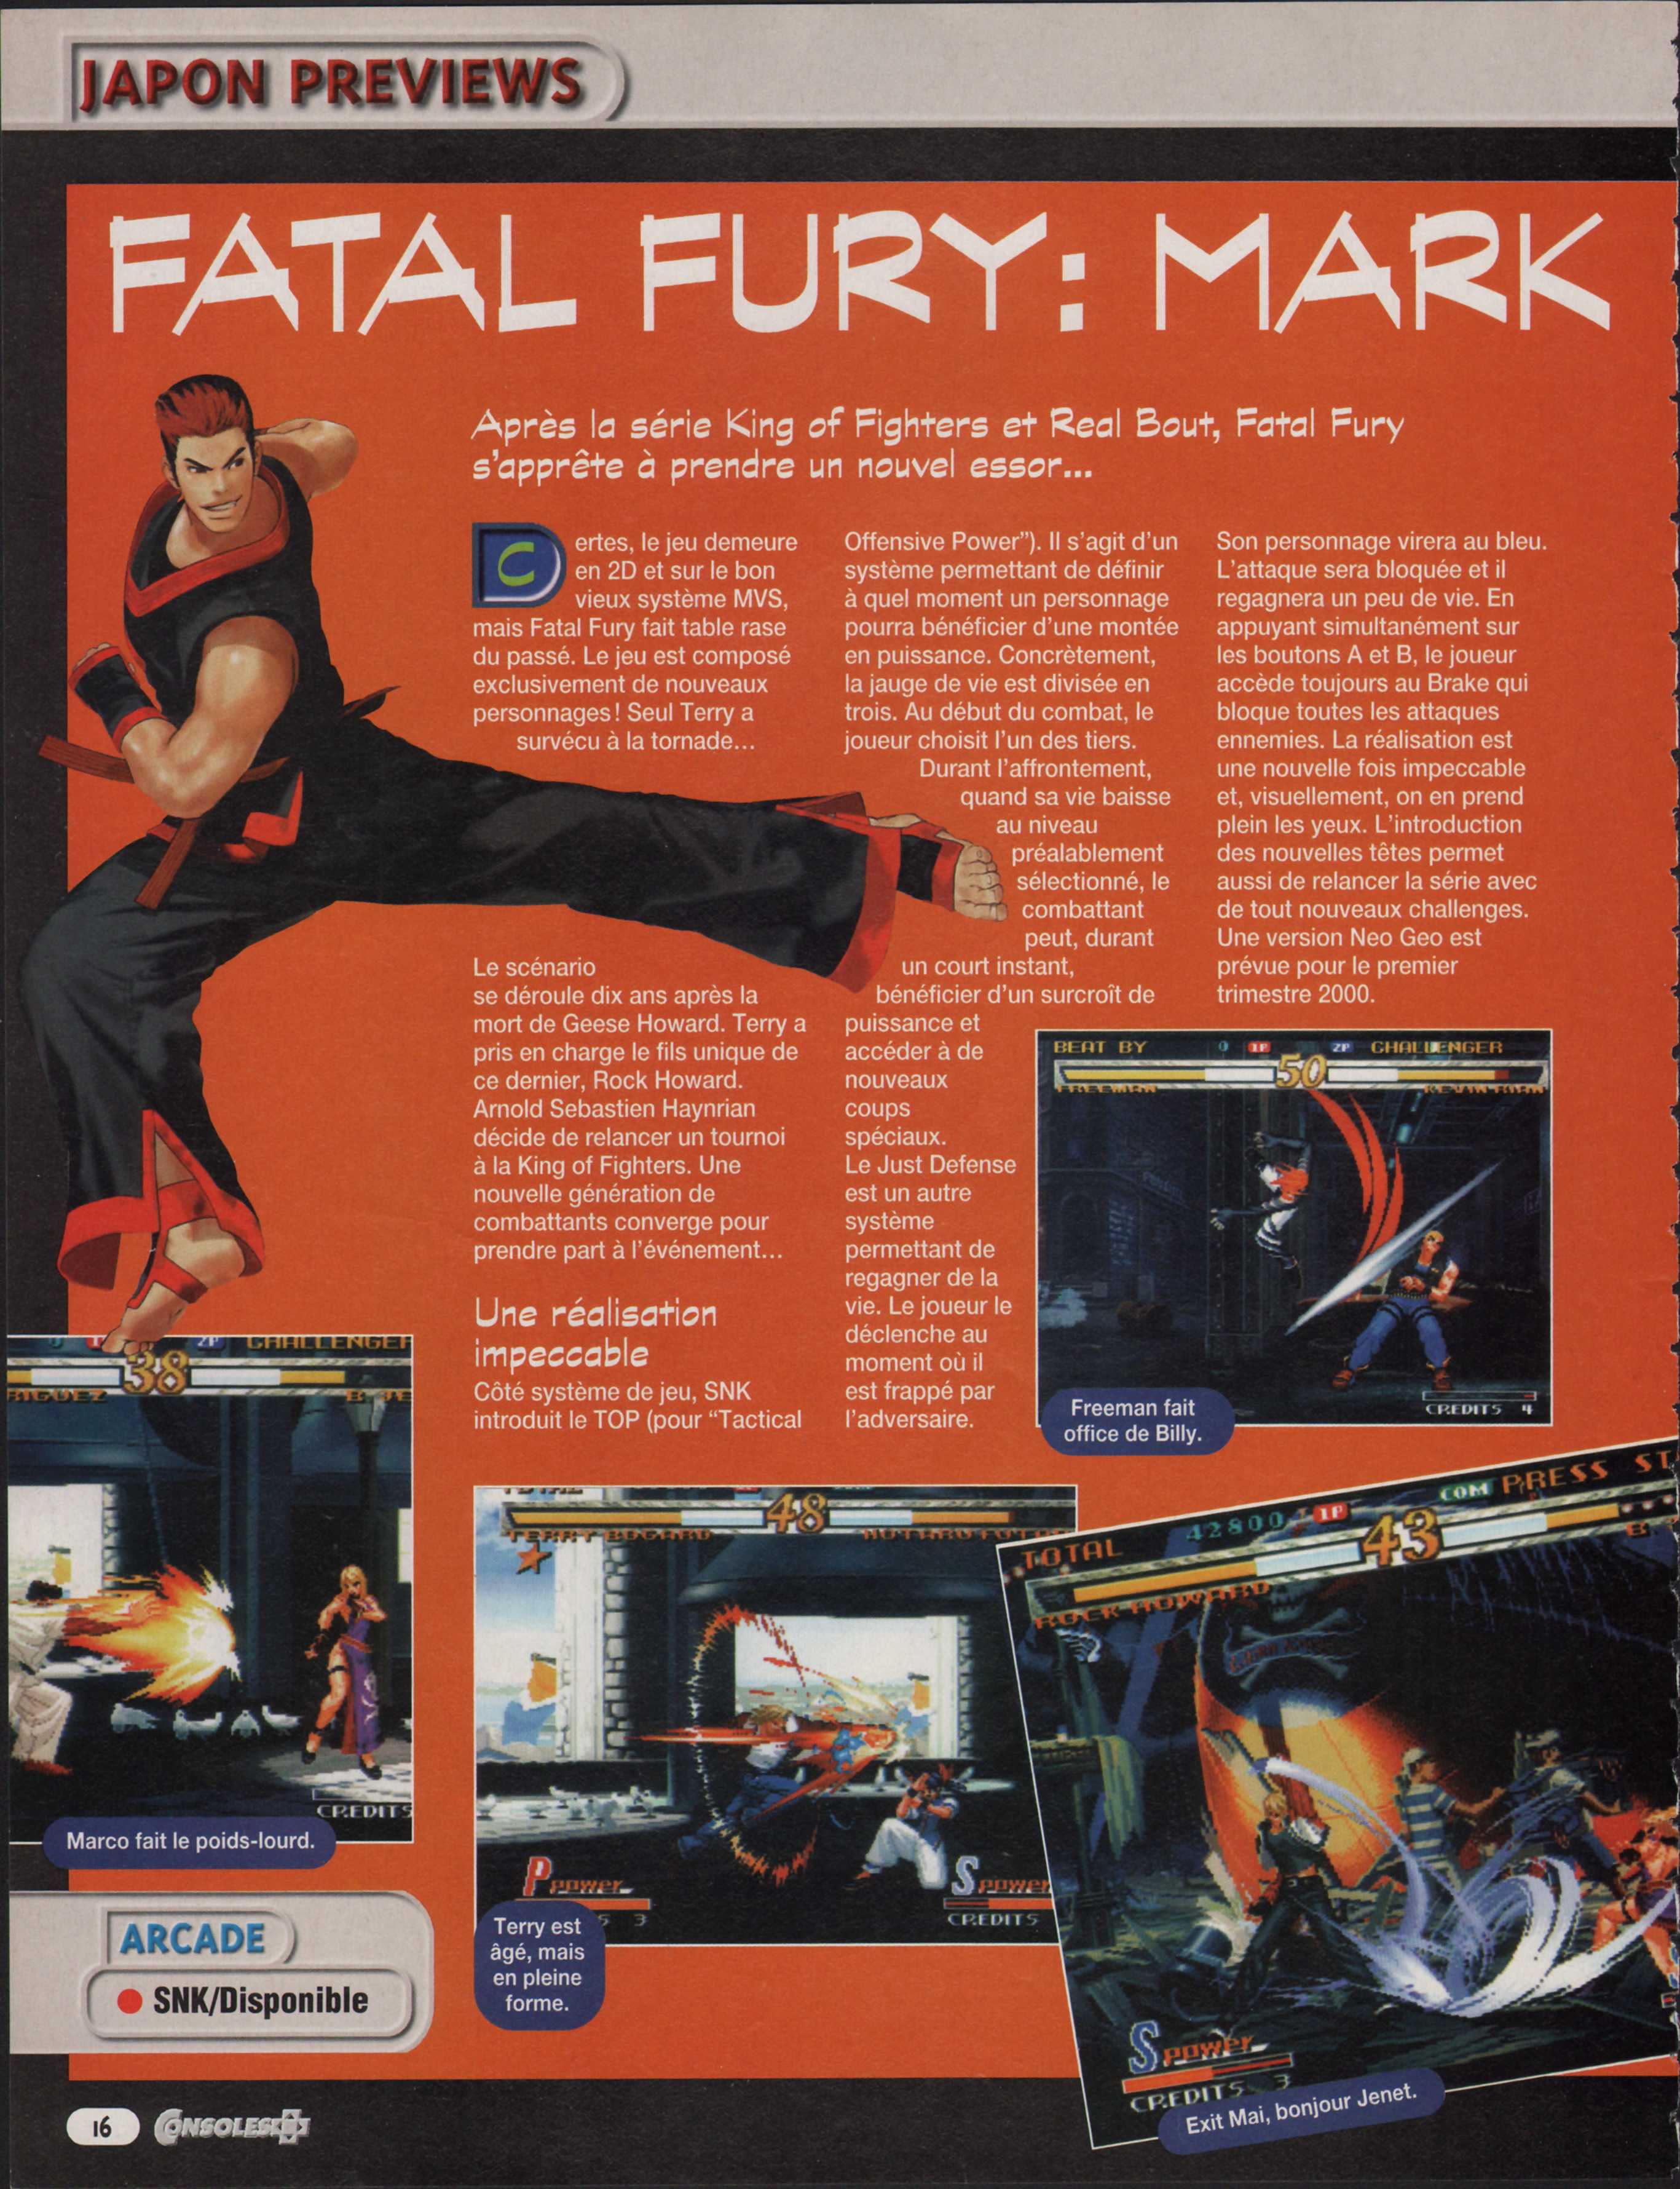 JAPON PREVIEWS
FATAL FURY: MARK
Après la série King of Fighters et Real Bout, Fatal Fury
s'apprête à prendre un nouvel essor...
Certes, le jeu demeure
en 2D et sur le bon
vieux système MVS,
mais Fatal Fury fait table rase
du passé. Le jeu est composé
exclusivement de nouveaux
personnages! Seul Terry a
survécu à la tornade...
Le scénario
se déroule dix ans après la
mort de Geese Howard. Terry a
pris en charge le fils unique de
ce dernier, Rock Howard.
Arnold Sebastien Haynrian
décide de relancer un tournoi
à la King of Fighters. Une
nouvelle génération de
combattants converge pour
prendre part à l'événement...
Une réalisation
impeccable
Côté système de jeu, SNK
introduit le TOP (pour "Tactical
Offensive Power"). Il s'agit d'un
système permettant de définir
à quel moment un personnage
pourra bénéficier d'une montée
en puissance. Concrètement,
la jauge de vie est divisée en
trois. Au début du combat, le
joueur choisit l'un des tiers.
Durant l'affrontement,
quand sa vie baisse
au niveau
préalablement
sélectionné, le
combattant
peut, durant
un court instant,
bénéficier d'un surcroît de
puissance et
accéder à de
nouveaux
coups
spéciaux.
Le Just Defense
est un autre
système
permettant de
regagner de la
vie. Le joueur le
déclenche au
moment où il
est frappé par
l'adversaire.
Son personnage virera au bleu.
L'attaque sera bloquée et il
regagnera un peu de vie. En
appuyant simultanément sur
les boutons A et B, le joueur
accède toujours au Brake qui
bloque toutes les attaques
ennemies. La réalisation est
une nouvelle fois impeccable
et, visuellement, on en prend
plein les yeux. L'introduction
des nouvelles têtes permet
aussi de relancer la série avec
de tout nouveaux challenges.
Une version Neo Geo est
prévue pour le premier
trimestre 2000.
BEAT BY 0 1P 50 2P CHALLENGER
FREEMAN
CREDITS 4
Freeman fait
office de Billy.
0 2P CHALLENGER
38
CREDITS
Marco fait le poids-lourd.
TOTAL
48
TERRY BOGARD
P power
S power
3
CREDITS
Terry est
âgé, mais
en pleine
forme.
TOTAL 42800 1P 43 COM PRESS ST
ROCK HOWARD
S power
CREDITS 3
Exit Mai, bonjour Jenet.
ARCADE
SNK/Disponible
16
CONSOLES+